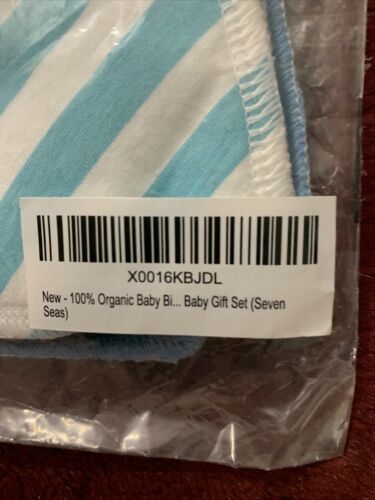 X0016KBJDL
New - 100% Organic Baby Bi... Baby Gift Set (Seven
Seas)